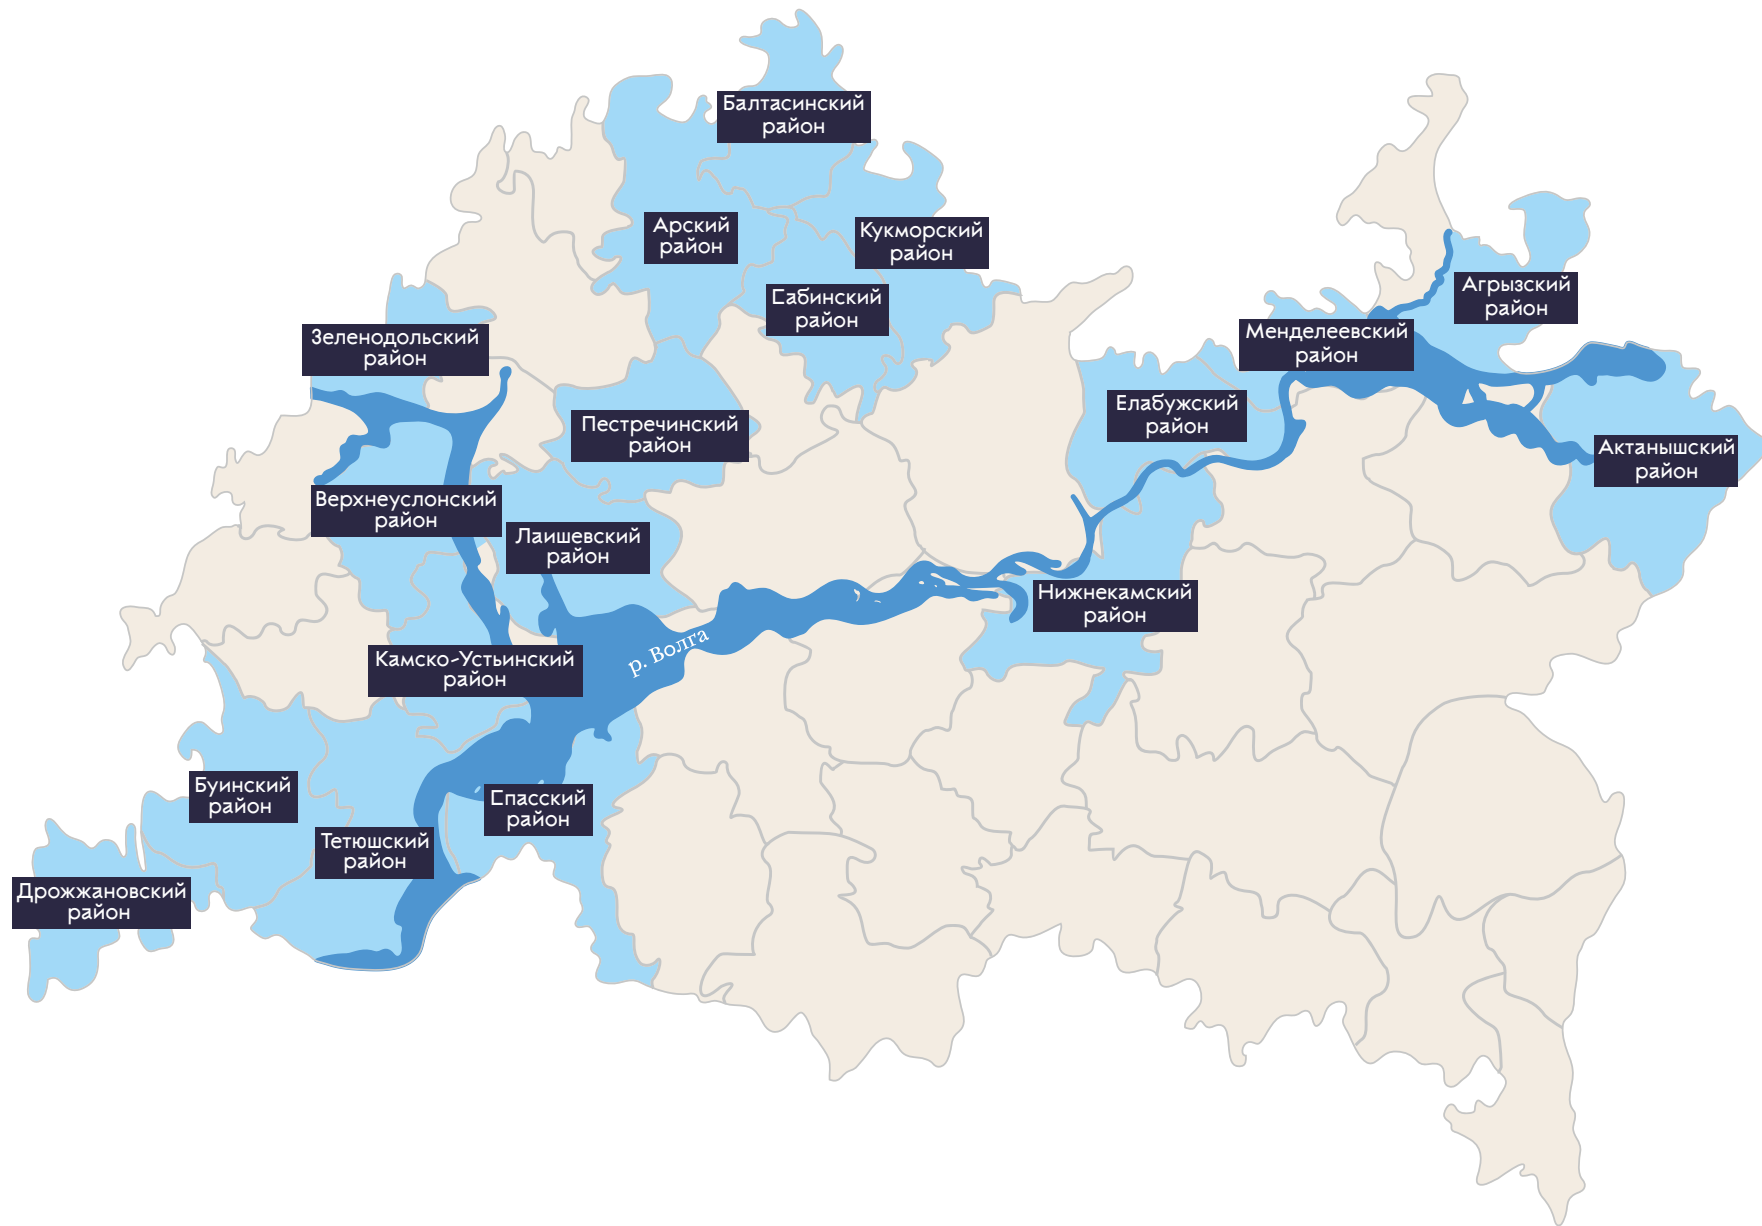 Балтасинский
район
Арский
район
Кукморский
район
Сабинский
район
Агрызский
район
Зеленодольский
район
Менделеевский
район
Елабужский
район
Пестречинский
район
Актанышский
район
Верхнеуслонский
район
Лаишевский
район
Нижнекамский
район
р. Волга
Камско-Устьинский
район
Буинский
район
Спасский
район
Тетюшский
район
Дрожжановский
район